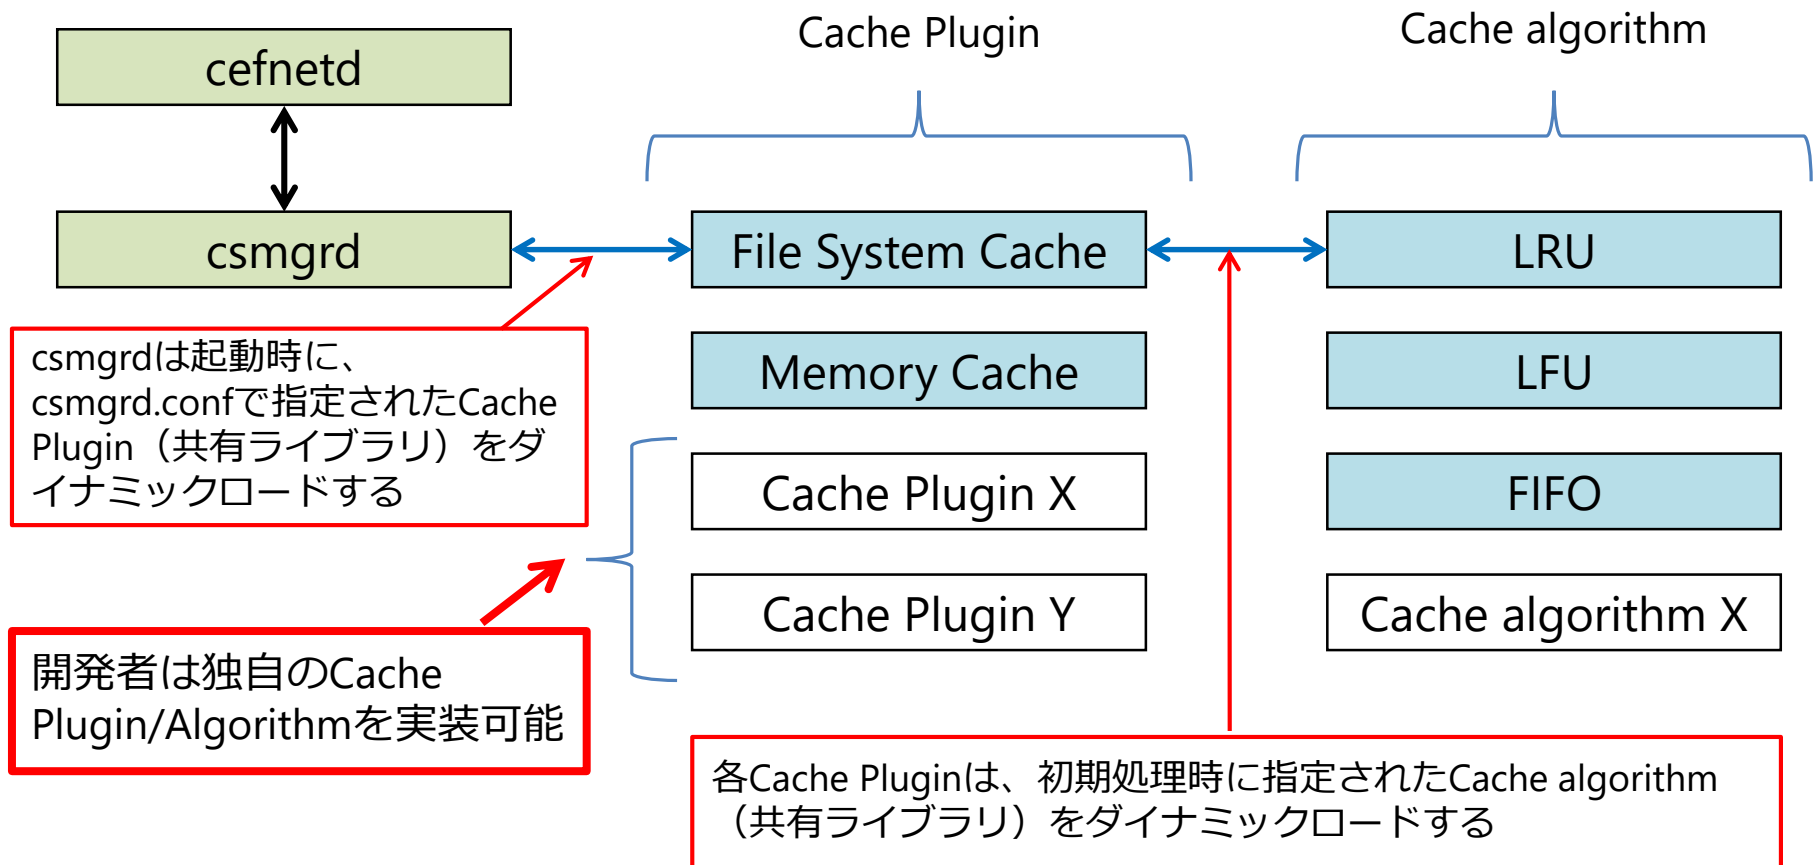 Cache Plugin
Cache algorithm
cefnetd
csmgrd
File System Cache
LRU
Memory Cache
LFU
Cache Plugin X
FIFO
Cache Plugin Y
Cache algorithm X
csmgrdは起動時に、
csmgrd.confで指定されたCache
Plugin（共有ライブラリ）をダ
イナミックロードする
開発者は独自のCache
Plugin/Algorithmを実装可能
各Cache Pluginは、初期処理時に指定されたCache algorithm
（共有ライブラリ）をダイナミックロードする